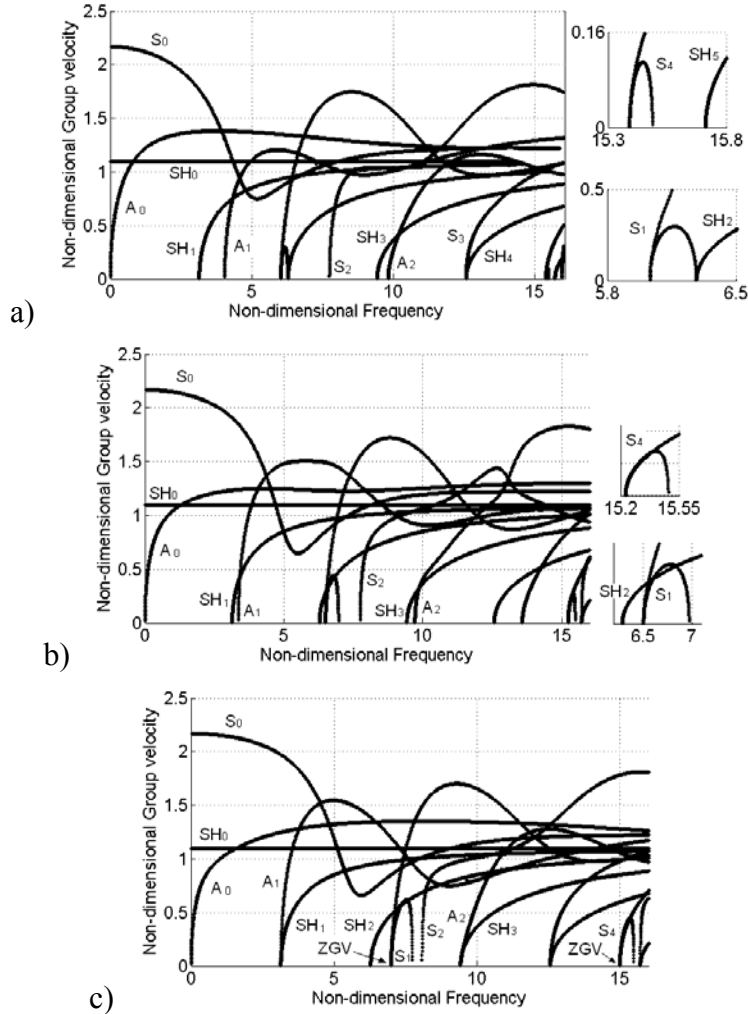 a)
Non-dimensional Group velocity
2.5
2
1.5
1
0.5
0
S0
SH0
A0
SH1
A1
S2
SH3
A2
S3
SH4
0
5
10
15
Non-dimensional Frequency
0.16
0
S4
SH5
15.3
15.8
0.5
0
S1
SH2
5.8
6.5
b)
Non-dimensional Group velocity
2.5
2
1.5
1
0.5
0
S0
SH0
A0
SH1
A1
S2
SH3
A2
0
5
10
15
Non-dimensional Frequency
S4
15.2
15.55
SH2
S1
6.5
7
c)
Non-dimensional Group velocity
2.5
2
1.5
1
0.5
0
S0
SH0
A0
A1
SH1
SH2
ZGV
S1
S2
A2
SH3
ZGV
S4
0
5
10
15
Non-dimensional Frequency